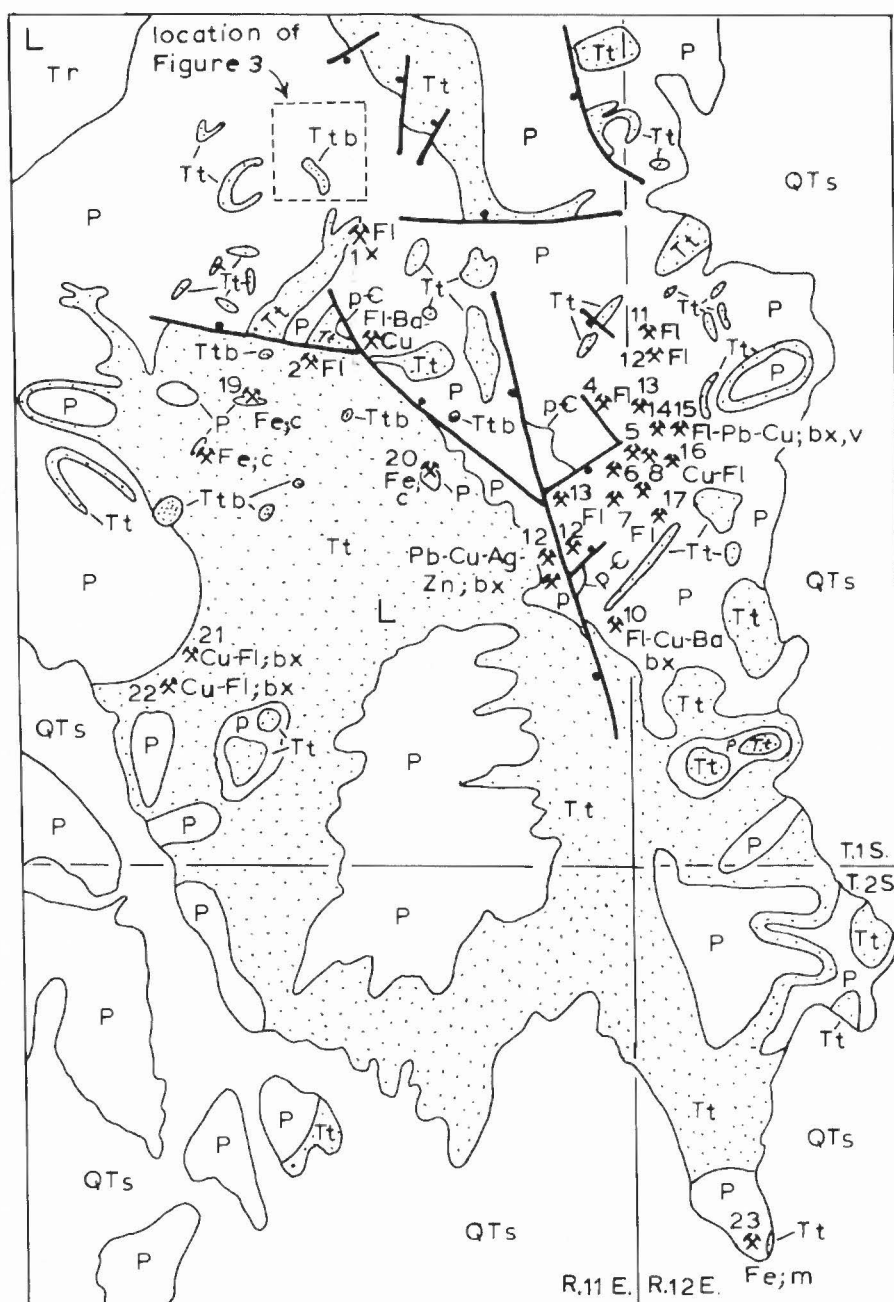 L
location of
Figure 3
Tr
Tt
Tt
P
Ttb
Tt
P
Tt
QTs
P
Fl
1 x
Tt
P
Tt
Tt
p-C
Fl-Ba-
Cu
Tt
P
Tt
Tt
Tt
P
11
Fl
12
Fl
Tt
P
Ttb
2
Fl
Tt
P
Ttb
Ttb
p-C
4
Fl
13
14
15
Fl-Pb-Cu; bx, v
5
16
6
8
Cu-Fl
P
19
P
Fe; c
Fe; c
20
Fe;
c
P
P
Ttb
Tt
13
Fl
7
17
Fl
Tt
P
P
Tt
12
12
Pb-Cu-Ag-
Zn; bx
P
p-C
P
QTs
L
10
Fl-Cu-Ba
bx
Tt
21
Cu-Fl; bx
22
Cu-Fl; bx
QTs
P
P
Tt
P
Tt
Tt
P
Tt
P
P
Tt
P
T.1 S.
T.2 S.
P
P
P
Tt
P
Tt
P
Tt
P
P
Tt
QTs
QTs
P
QTs
P
23
Tt
Fe; m
R.11 E.
R.12 E.